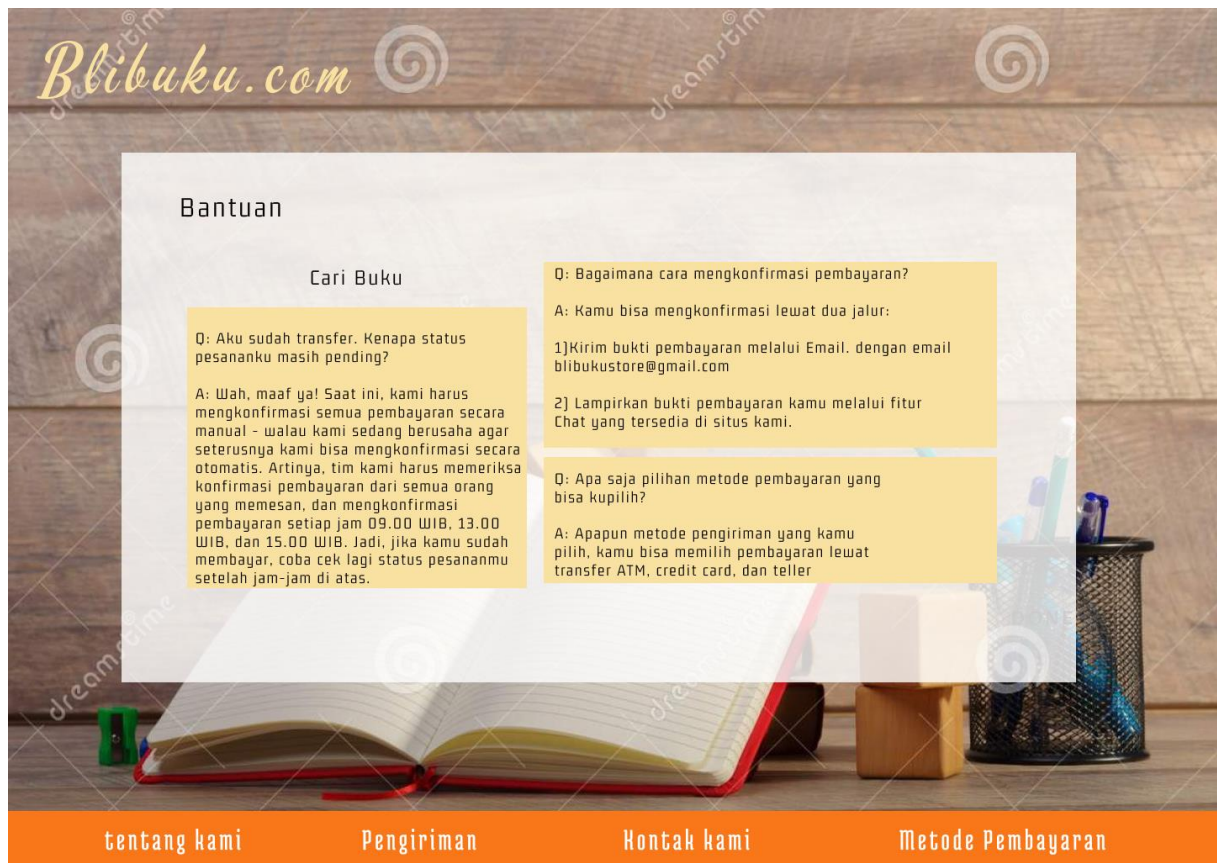 Blibuku.com
Bantuan
Cari Buku
Q: Aku sudah transfer. Kenapa status
pesananku masih pending?
A: Wah, maaf ya! Saat ini, kami harus
mengkonfirmasi semua pembayaran secara
manual - walau kami sedang berusaha agar
seterusnya kami bisa mengkonfirmasi secara
otomatis. Artinya, tim kami harus memeriksa
konfirmasi pembayaran dari semua orang
yang memesan, dan mengkonfirmasi
pembayaran setiap jam 09.00 WIB, 13.00
WIB, dan 15.00 WIB. Jadi, jika kamu sudah
membayar, coba cek lagi status pesananmu
setelah jam-jam di atas.
Q: Bagaimana cara mengkonfirmasi pembayaran?
A: Kamu bisa mengkonfirmasi lewat dua jalur:
1)Kirim bukti pembayaran melalui Email. dengan email
blibukustore@gmail.com
2) Lampirkan bukti pembayaran kamu melalui fitur
Chat yang tersedia di situs kami.
Q: Apa saja pilihan metode pembayaran yang
bisa kupilih?
A: Apapun metode pengiriman yang kamu
pilih, kamu bisa memilih pembayaran lewat
transfer ATM, credit card, dan teller
tentang kami
Pengiriman
Kontak kami
Metode Pembayaran
dreamstime
dreamstime
dreamstime
dreamstime